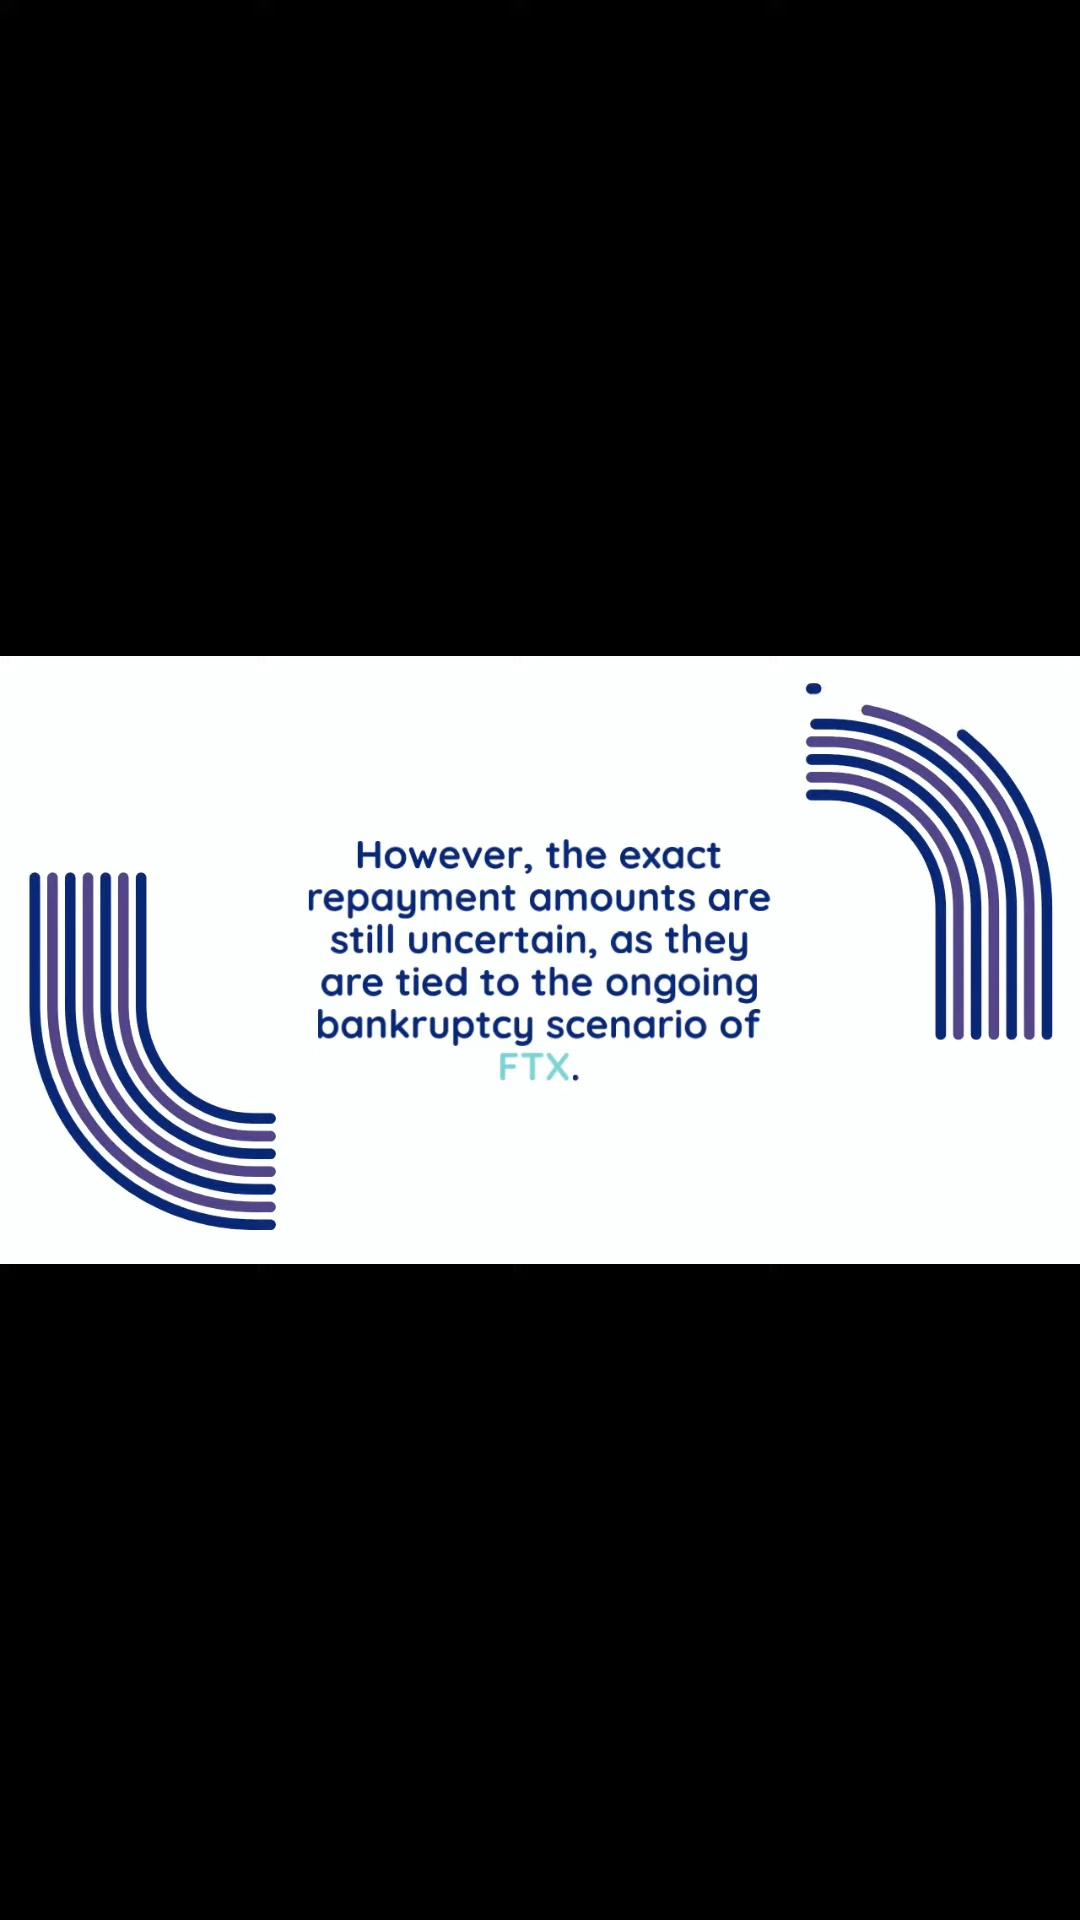 However, the exact
repayment amounts are
still uncertain, as they
are tied to the ongoing
bankruptcy scenario of
FTX.